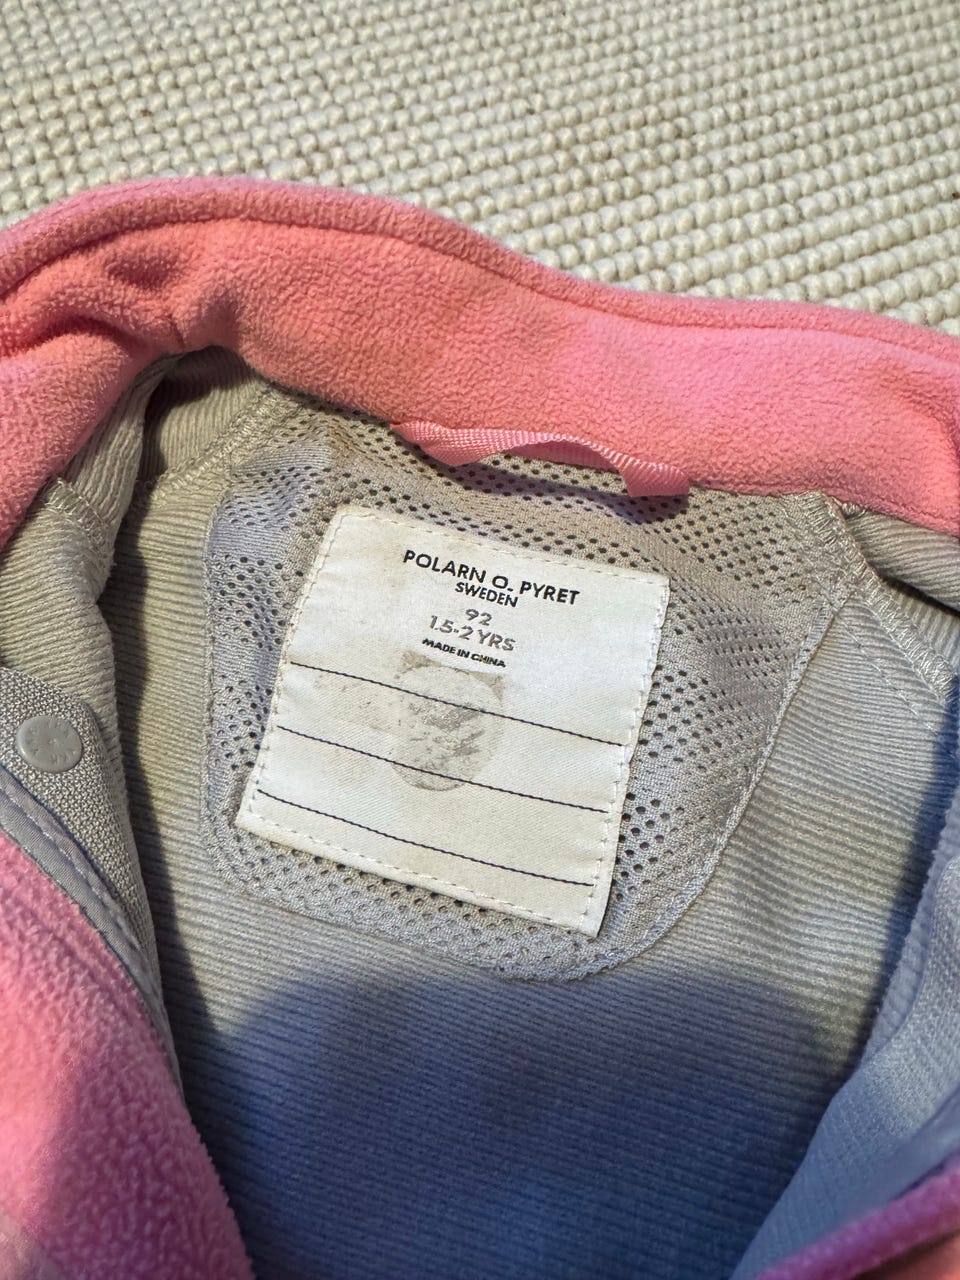 POLARN O. PYRET
SWEDEN
92
1.5-2 YRS
MADE IN CHINA